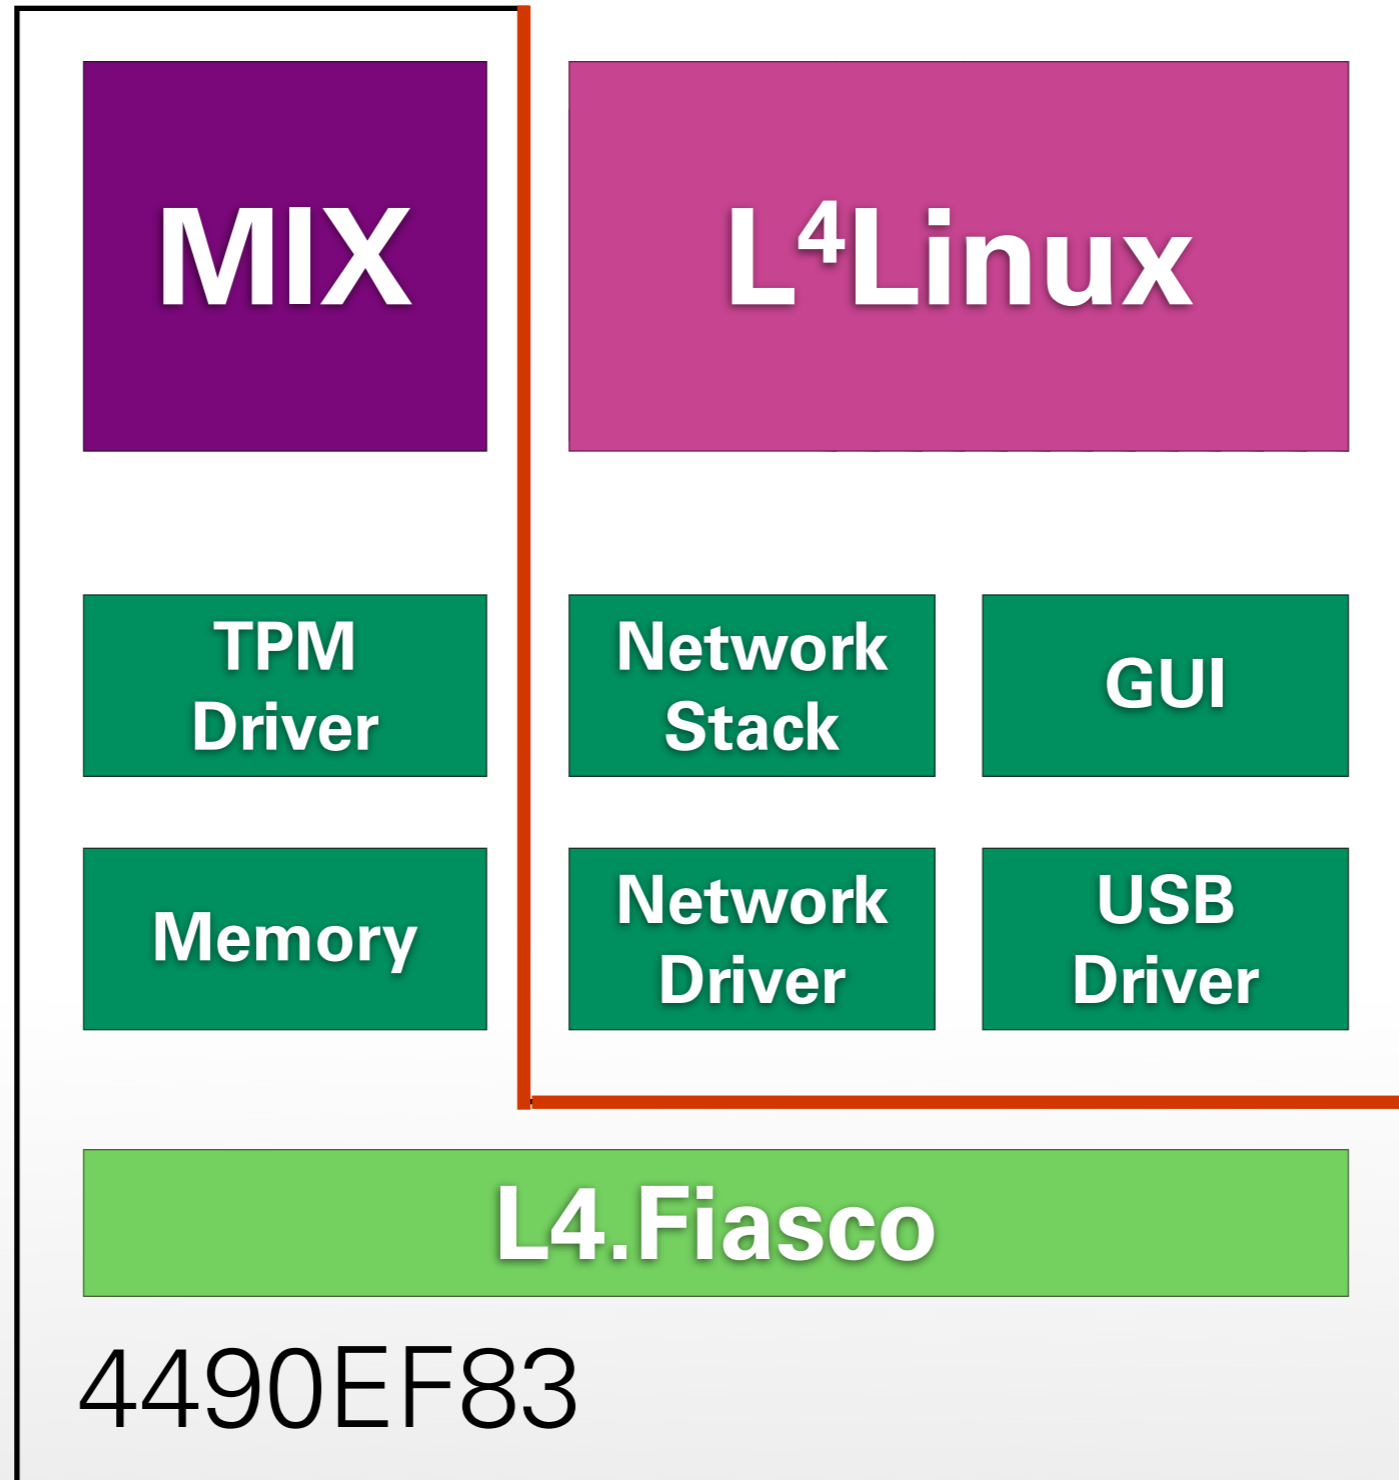 MIX
L⁴Linux
TPM
Driver
Network
Stack
GUI
Memory
Network
Driver
USB
Driver
L4.Fiasco
4490EF83